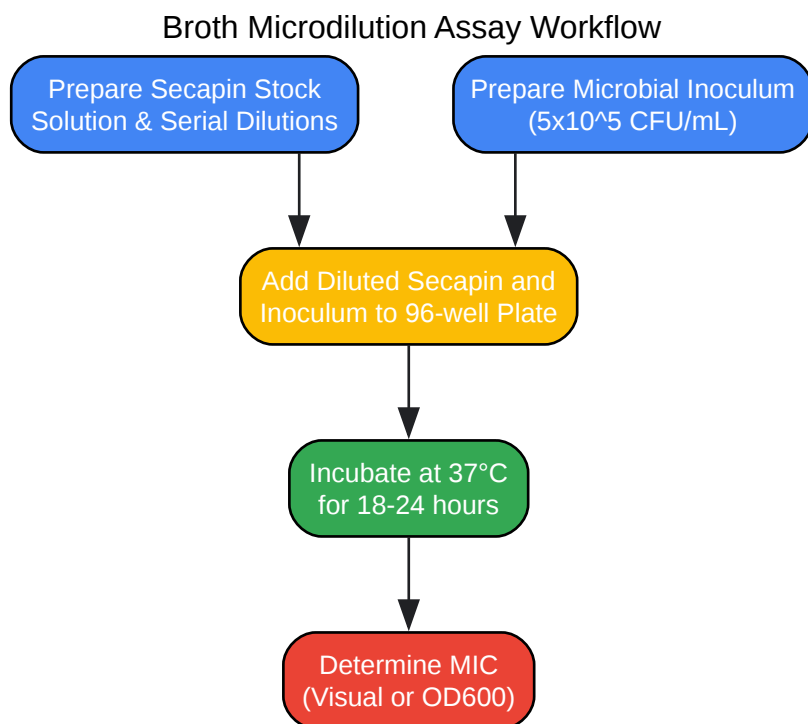 Broth Microdilution Assay Workflow
Prepare Secapin Stock
Solution & Serial Dilutions
Prepare Microbial Inoculum
(5x10^5 CFU/mL)
Add Diluted Secapin and
Inoculum to 96-well Plate
Incubate at 37°C
for 18-24 hours
Determine MIC
(Visual or OD600)